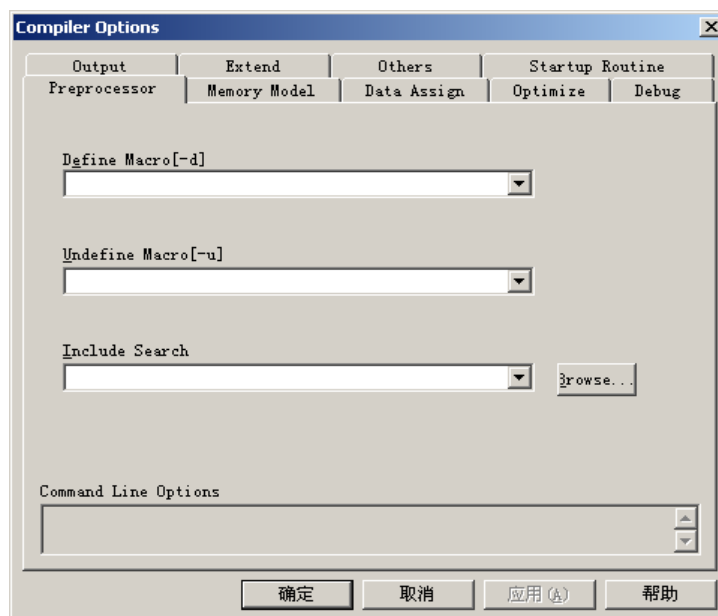 Compiler Options
Output Extend Others Startup Routine
Preprocessor Memory Model Data Assign Optimize Debug
Define Macro[-d]
Undefine Macro[-u]
Include Search
Browse...
Command Line Options
确定 取消 应用(A) 帮助